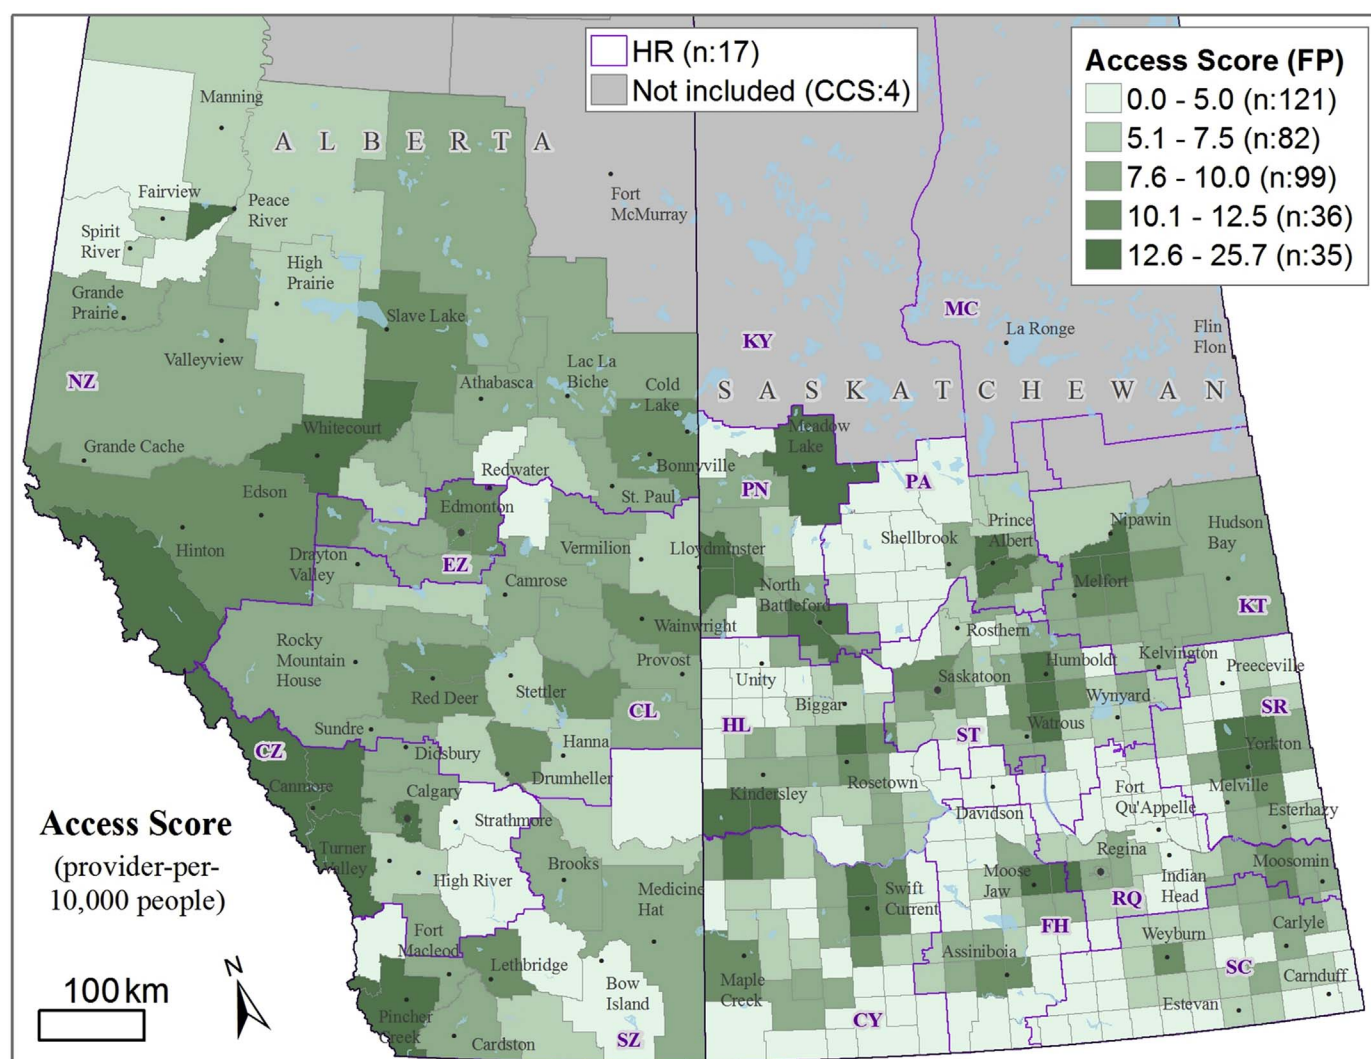 HR (n:17)
Not included (CCS:4)
Access Score (FP)
0.0 - 5.0 (n:121)
5.1 - 7.5 (n:82)
7.6 - 10.0 (n:99)
10.1 - 12.5 (n:36)
12.6 - 25.7 (n:35)
Manning
A L B E R T A
Fort
McMurray
Fairview
Peace
River
Spirit
River
High
Prairie
Grande
Prairie
Slave Lake
MC
La Ronge
Flin
Flon
KY
Valleyview
NZ
Lac La
Biche
Athabasca
Cold
Lake
S A S K A T C H E W A N
Whitecourt
Meadow
Lake
Grande Cache
Redwater
Bonnyville
PN
PA
Edson
St. Paul
Edmonton
Hinton
Shellbrook
Prince
Albert
Nipawin
Hudson
Bay
Drayton
Valley
EZ
Vermilion
Lloydminster
Camrose
North
Battleford
Melfort
KT
Wainwright
Rosthern
Rocky
Mountain
House
Provost
Humboldt
Kelvington
Preeceville
Red Deer
Stettler
Unity
Saskatoon
Biggar
Wynyard
CL
HL
SR
Sundre
Watrous
ST
Yorkton
CZ
Didsbury
Hanna
Drumheller
Rosetown
Canmore
Calgary
Kindersley
Fort
Qu'Appelle
Melville
Davidson
Esterhazy
Access Score
(provider-per-
10,000 people)
Strathmore
Turner
Valley
High River
Brooks
Regina
Moosomin
Moose
Jaw
Indian
Head
Medicine
Hat
Swift
Current
RQ
FH
Fort
Macleod
Carlyle
Weyburn
Assiniboia
Lethbridge
N
Bow
Island
Maple
Creek
SC
Carnduff
100 km
Estevan
Pincher
Creek
CY
SZ
Cardston